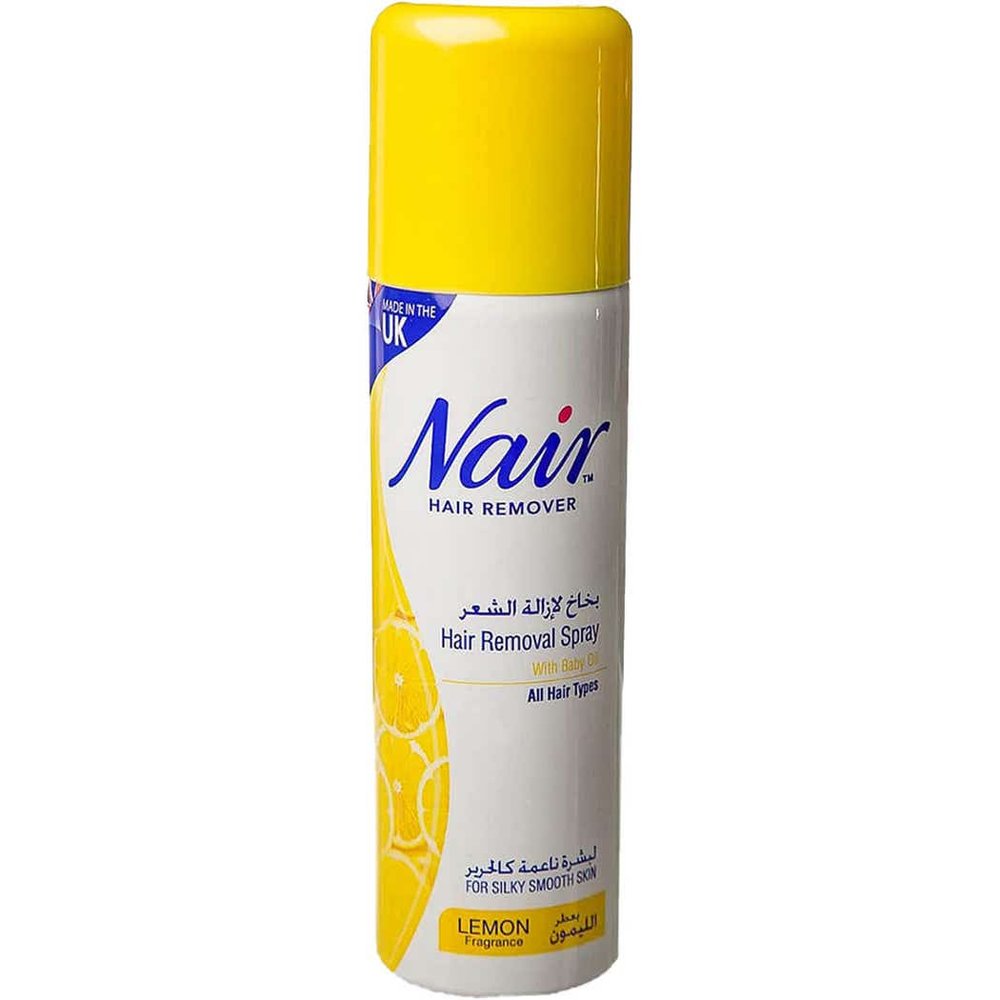 MADE IN THE
UK
Nair™
HAIR REMOVER
بخاخ لإزالة الشعر
Hair Removal Spray
With Baby Oil
All Hair Types
لبشرة ناعمة كالحرير
FOR SILKY SMOOTH SKIN
LEMON
Fragrance
بعطر
الليمون